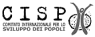 CISP
COMITATO INTERNAZIONALE PER LO
SVILUPPO DEI POPOLI